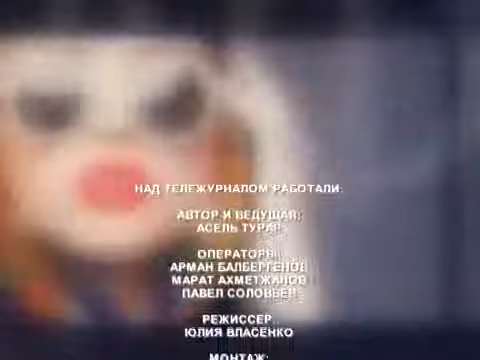 НАД ТЕЛЕЖУРНАЛОМ РАБОТАЛИ:
АВТОР И ВЕДУЩАЯ:
АСЕЛЬ ТУРАР
ОПЕРАТОРЫ:
АРМАН БАЛБЕРГЕНОВ
МАРАТ АХМЕТЖАНОВ
ПАВЕЛ СОЛОВЬЕВ
РЕЖИССЕР:
ЮЛИЯ ВЛАСЕНКО
МОНТАЖ: